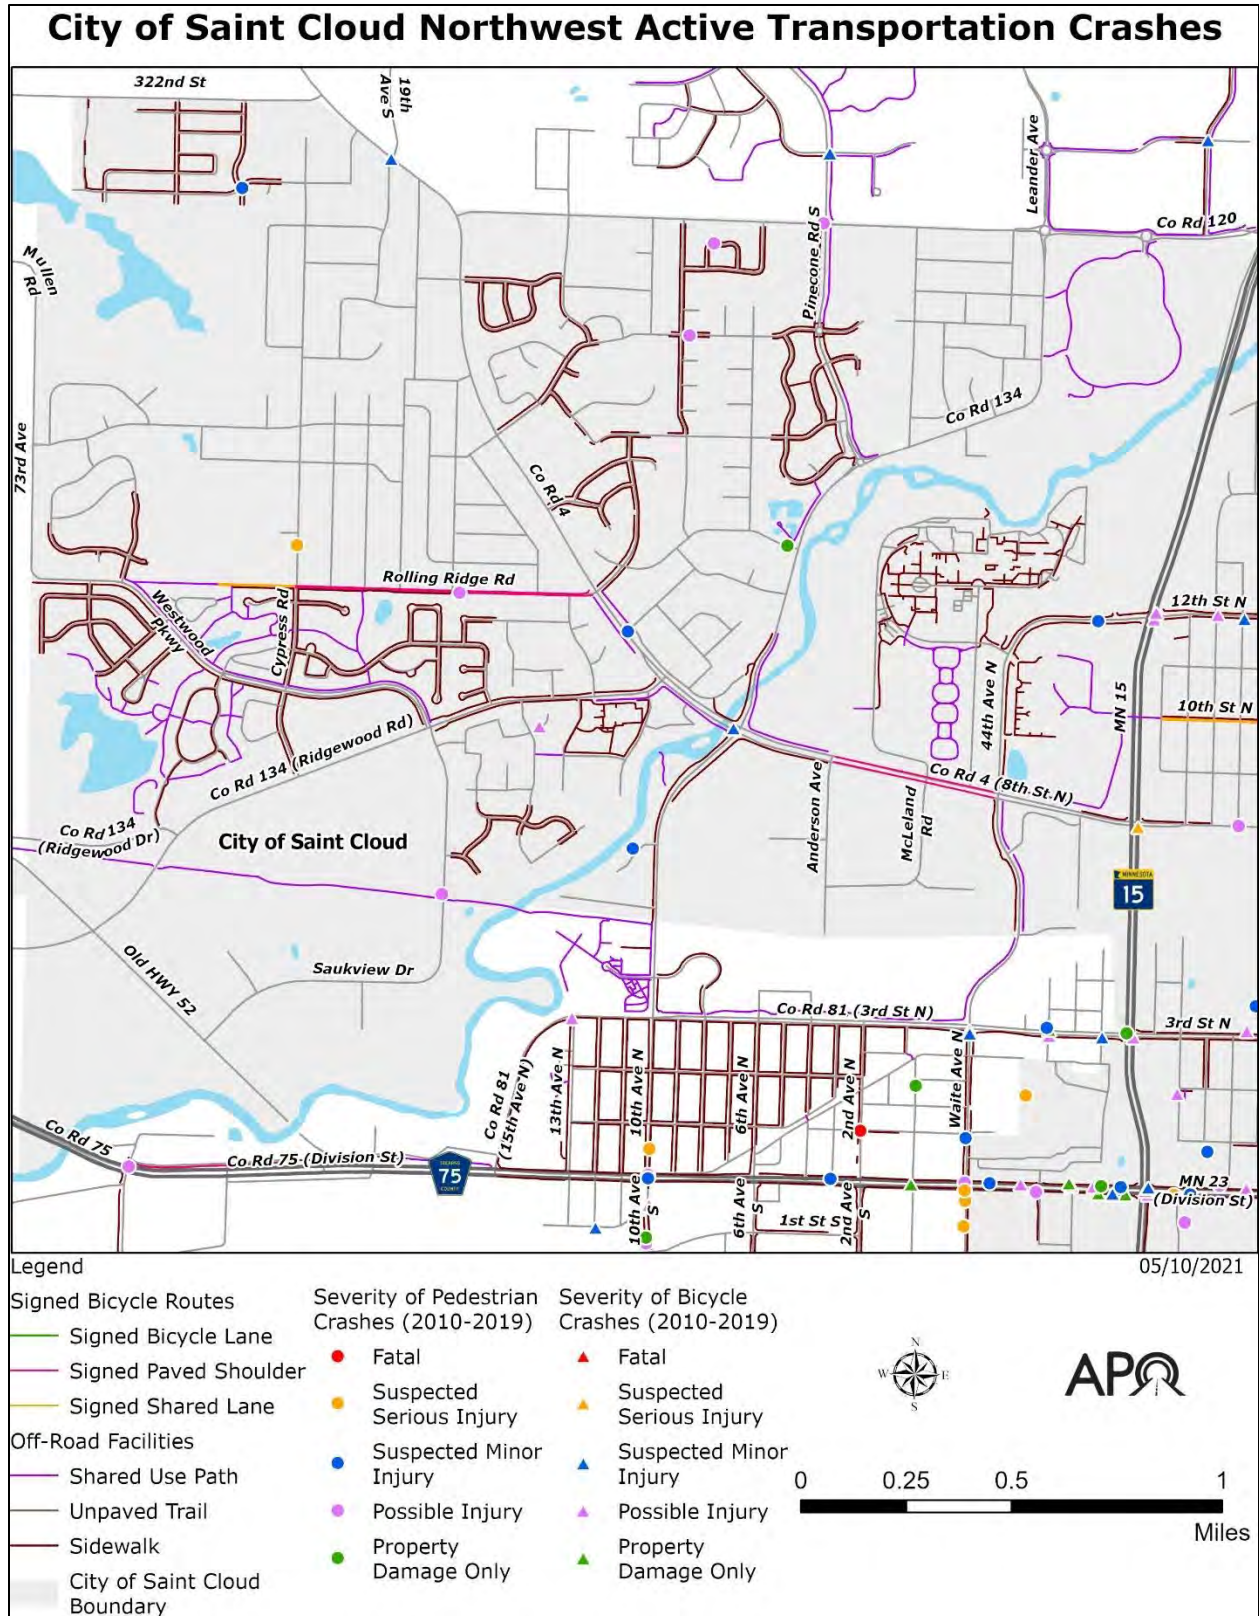 City of Saint Cloud Northwest Active Transportation Crashes
322nd St
19th
Ave S
Leander Ave
Co Rd 120
Pinecone Rd S
Mullen
Rd
73rd Ave
Co Rd 134
Co Rd 4
Rolling Ridge Rd
12th St N
Westwood
Pkwy
Cypress Rd
44th Ave N
MN 15
10th St N
Co Rd 134 (Ridgewood Rd)
Co Rd 4 (8th St N)
Anderson Ave
McLeland
Rd
Co Rd 134
(Ridgewood Dr)
City of Saint Cloud
MINNESOTA
15
Old HWY 52
Saukview Dr
Co Rd 81 (3rd St N)
3rd St N
Co Rd 81
(15th Ave N)
13th Ave N
10th Ave N
6th Ave N
2nd Ave N
Waite Ave N
Co Rd 75
Co Rd 75 (Division St)
75
COUNTY
MN 23
(Division St)
10th Ave
S
6th Ave
S
1st St S
2nd Ave
S
Legend
05/10/2021
Signed Bicycle Routes
Signed Bicycle Lane
Signed Paved Shoulder
Signed Shared Lane
Off-Road Facilities
Shared Use Path
Unpaved Trail
Sidewalk
City of Saint Cloud
Boundary
Severity of Pedestrian
Crashes (2010-2019)
Fatal
Suspected
Serious Injury
Suspected Minor
Injury
Possible Injury
Property
Damage Only
Severity of Bicycle
Crashes (2010-2019)
Fatal
Suspected
Serious Injury
Suspected Minor
Injury
Possible Injury
Property
Damage Only
N
W E
S
APO
0 0.25 0.5 1
Miles